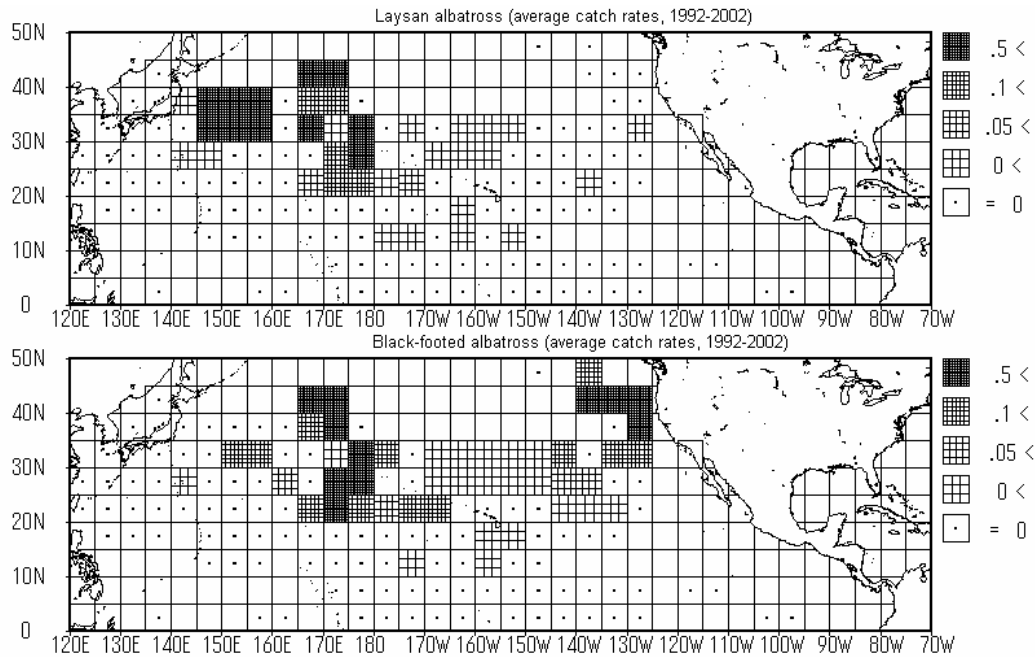 Laysan albatross (average catch rates, 1992-2002)
50N
40N
30N
20N
10N
0
120E 130E 140E 150E 160E 170E 180 170W 160W 150W 140W 130W 120W 110W 100W 90W 80W 70W
.5 <
.1 <
.05 <
0 <
= 0
Black-footed albatross (average catch rates, 1992-2002)
50N
40N
30N
20N
10N
0
120E 130E 140E 150E 160E 170E 180 170W 160W 150W 140W 130W 120W 110W 100W 90W 80W 70W
.5 <
.1 <
.05 <
0 <
= 0